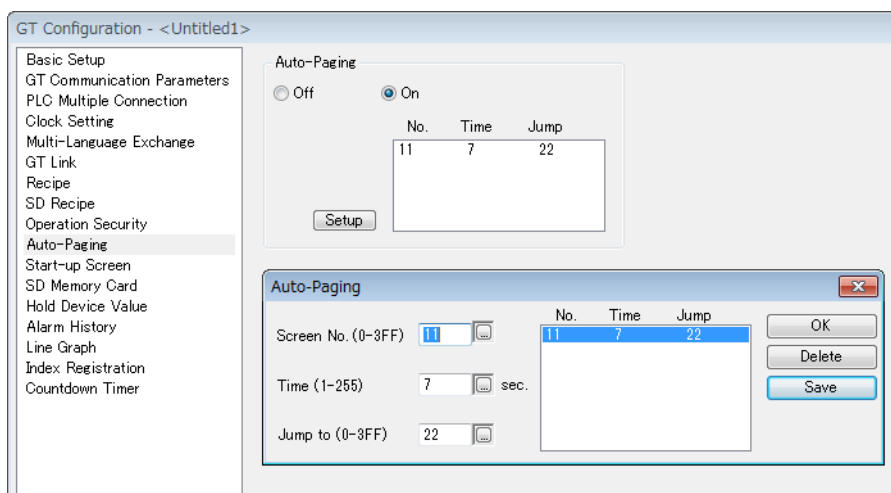 GT Configuration - <Untitled1>
Basic Setup
GT Communication Parameters
PLC Multiple Connection
Clock Setting
Multi-Language Exchange
GT Link
Recipe
SD Recipe
Operation Security
Auto-Paging
Start-up Screen
SD Memory Card
Hold Device Value
Alarm History
Line Graph
Index Registration
Countdown Timer
Auto-Paging
Off On
No. Time Jump
11 7 22
Setup
Auto-Paging
Screen No.(0-3FF) 11 ...
Time (1-255) 7 ... sec.
Jump to (0-3FF) 22 ...
No. Time Jump
11 7 22
OK
Delete
Save